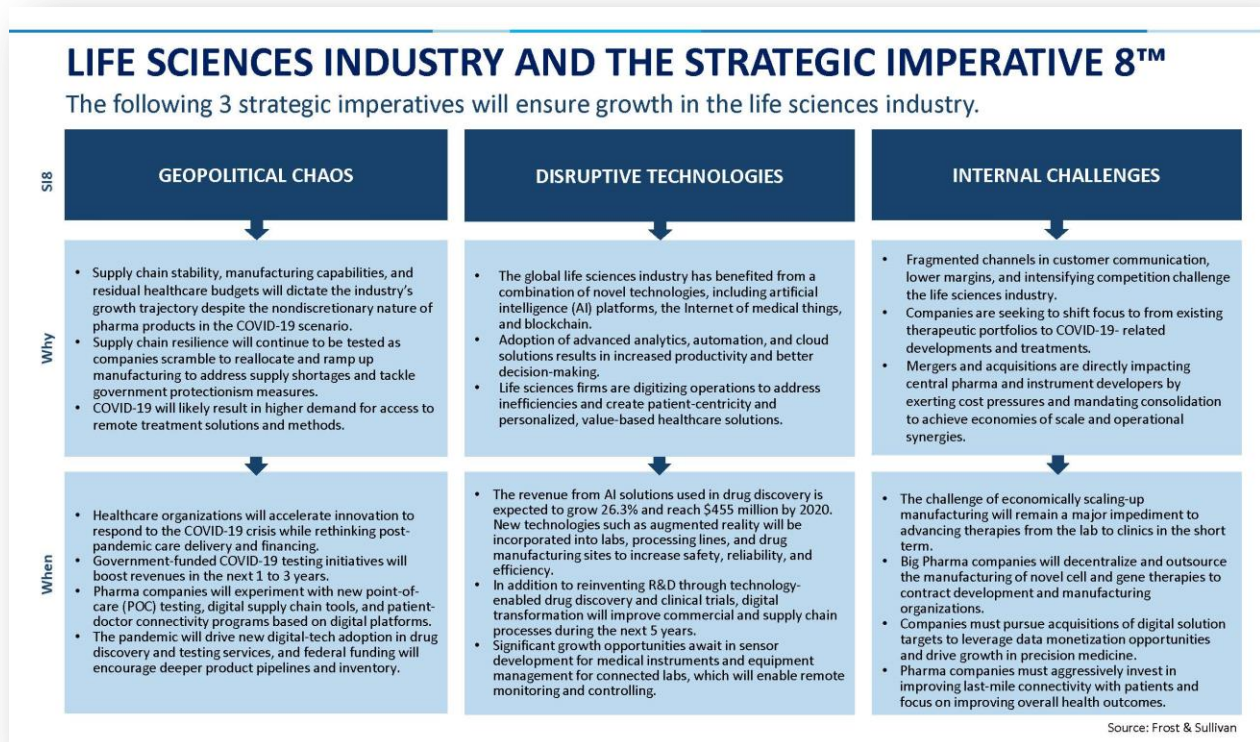 LIFE SCIENCES INDUSTRY AND THE STRATEGIC IMPERATIVE 8™
The following 3 strategic imperatives will ensure growth in the life sciences industry.
SI8
GEOPOLITICAL CHAOS
DISRUPTIVE TECHNOLOGIES
INTERNAL CHALLENGES
Why
• Supply chain stability, manufacturing capabilities, and
residual healthcare budgets will dictate the industry's
growth trajectory despite the nondiscretionary nature of
pharma products in the COVID-19 scenario.
• Supply chain resilience will continue to be tested as
companies scramble to reallocate and ramp up
manufacturing to address supply shortages and tackle
government protectionism measures.
• COVID-19 will likely result in higher demand for access to
remote treatment solutions and methods.
• The global life sciences industry has benefited from a
combination of novel technologies, including artificial
intelligence (AI) platforms, the Internet of medical things,
and blockchain.
• Adoption of advanced analytics, automation, and cloud
solutions results in increased productivity and better
decision-making.
• Life sciences firms are digitizing operations to address
inefficiencies and create patient-centricity and
personalized, value-based healthcare solutions.
• Fragmented channels in customer communication,
lower margins, and intensifying competition challenge
the life sciences industry.
• Companies are seeking to shift focus to from existing
therapeutic portfolios to COVID-19- related
developments and treatments.
• Mergers and acquisitions are directly impacting
central pharma and instrument developers by
exerting cost pressures and mandating consolidation
to achieve economies of scale and operational
synergies.
When
• Healthcare organizations will accelerate innovation to
respond to the COVID-19 crisis while rethinking post-
pandemic care delivery and financing.
• Government-funded COVID-19 testing initiatives will
boost revenues in the next 1 to 3 years.
• Pharma companies will experiment with new point-of-
care (POC) testing, digital supply chain tools, and patient-
doctor connectivity programs based on digital platforms.
• The pandemic will drive new digital-tech adoption in drug
discovery and testing services, and federal funding will
encourage deeper product pipelines and inventory.
• The revenue from AI solutions used in drug discovery is
expected to grow 26.3% and reach $455 million by 2020.
New technologies such as augmented reality will be
incorporated into labs, processing lines, and
drug manufacturing sites to increase safety, reliability, and
efficiency.
• In addition to reinventing R&D through technology-
enabled drug discovery and clinical trials, digital
transformation will improve commercial and supply chain
processes during the next 5 years.
• Significant growth opportunities await in sensor
development for medical instruments and equipment
management for connected labs, which will enable remote
monitoring and controlling.
• The challenge of economically scaling-up
manufacturing will remain a major impediment to
advancing therapies from the lab to clinics in the short
term.
• Big Pharma companies will decentralize and outsource
the manufacturing of novel cell and gene therapies to
contract development and manufacturing
organizations.
• Companies must pursue acquisitions of digital solution
targets to leverage data monetization opportunities
and drive growth in precision medicine.
• Pharma companies must aggressively invest in
improving last-mile connectivity with patients and
focus on improving overall health outcomes.
Source: Frost & Sullivan